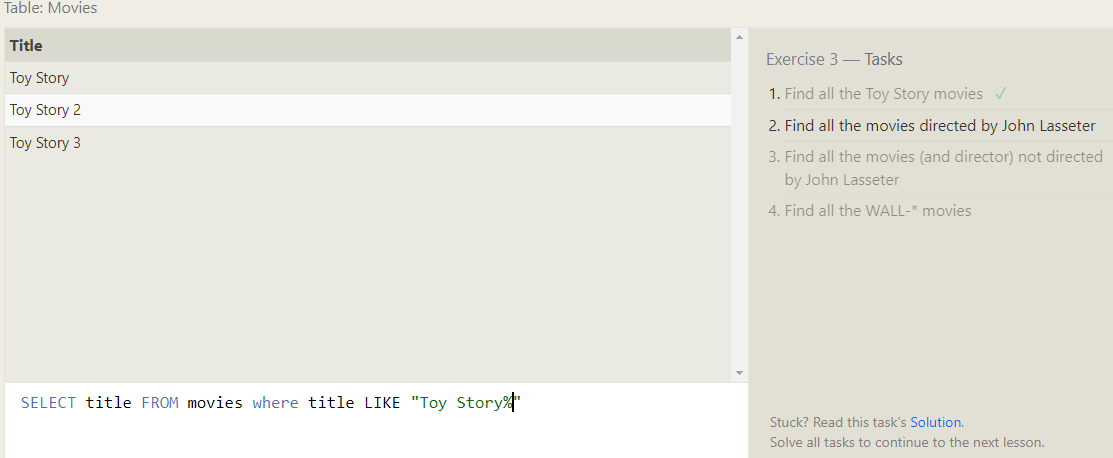 Table: Movies
Title
Toy Story
Toy Story 2
Toy Story 3
SELECT title FROM movies where title LIKE "Toy Story%"
Exercise 3 — Tasks
1. Find all the Toy Story movies ✓
2. Find all the movies directed by John Lasseter
3. Find all the movies (and director) not directed
by John Lasseter
4. Find all the WALL-* movies
Stuck? Read this task's Solution.
Solve all tasks to continue to the next lesson.